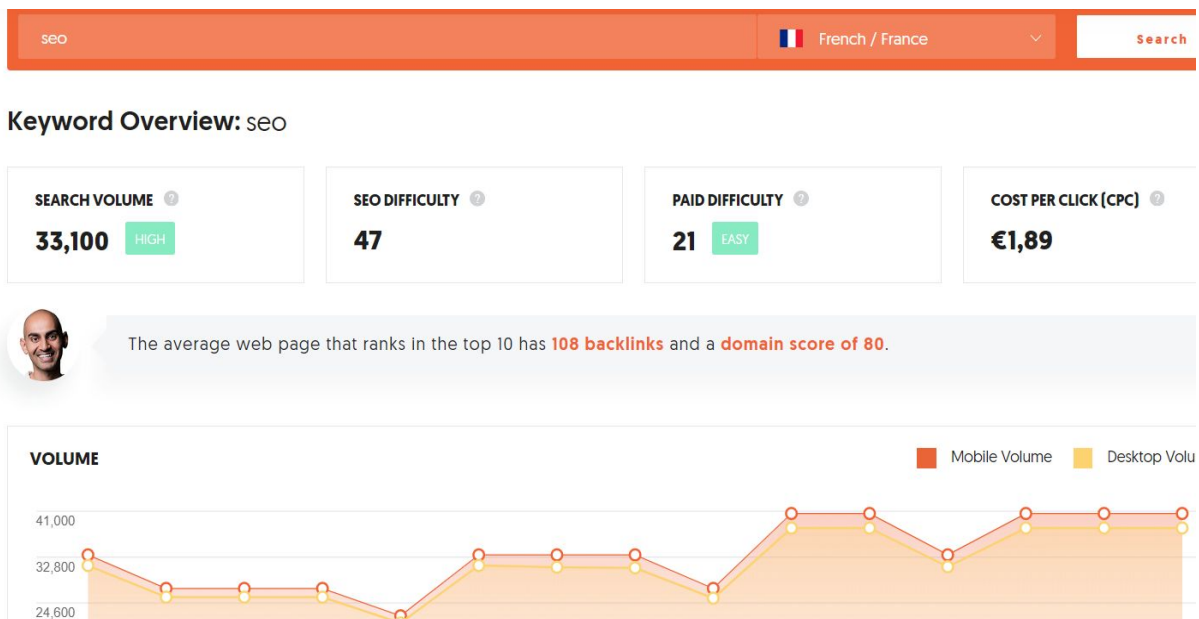 seo French / France Search
Keyword Overview: seo
SEARCH VOLUME ? SEO DIFFICULTY ? PAID DIFFICULTY ? COST PER CLICK (CPC) ?
33,100 HIGH 47 21 EASY €1,89
The average web page that ranks in the top 10 has 108 backlinks and a domain score of 80.
VOLUME Mobile Volume Desktop Volu
41,000
32,800
24,600